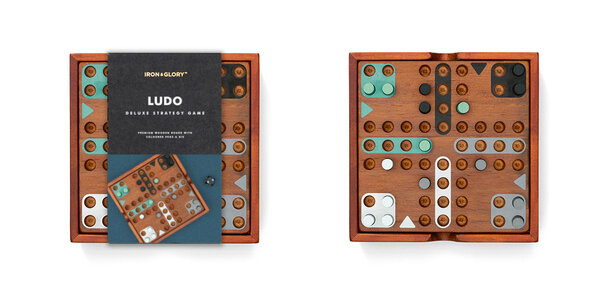 IRON & GLORY™
LUDO
DELUXE STRATEGY GAME
PREMIUM WOODEN BOARD WITH
COLOURED PEGS & DIE